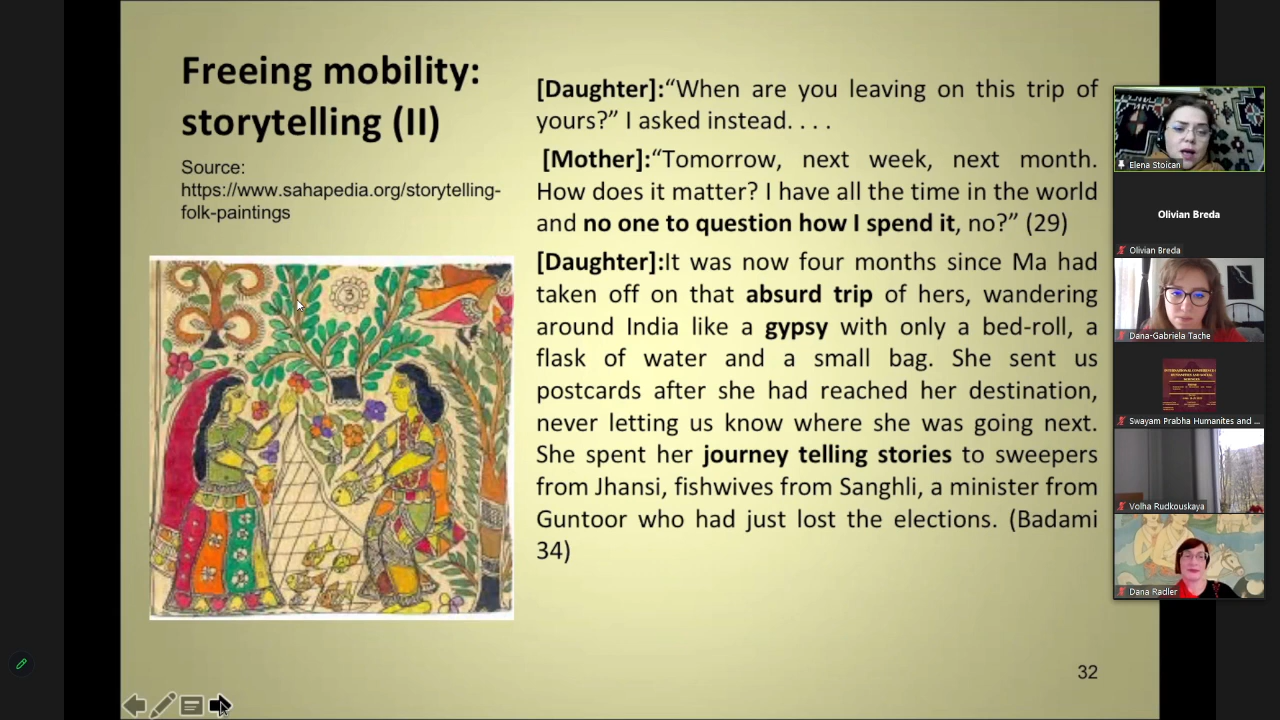 Freeing mobility:
storytelling (II)
Source:
https://www.sahapedia.org/storytelling-
folk-paintings
[Daughter]:“When are you leaving on this trip of
yours?” I asked instead. . . .
[Mother]:“Tomorrow, next week, next month.
How does it matter? I have all the time in the world
and no one to question how I spend it, no?” (29)
[Daughter]:It was now four months since Ma had
taken off on that absurd trip of hers, wandering
around India like a gypsy with only a bed-roll, a
flask of water and a small bag. She sent us
postcards after she had reached her destination,
never letting us know where she was going next.
She spent her journey telling stories to sweepers
from Jhansi, fishwives from Sanghli, a minister from
Guntoor who had just lost the elections. (Badami
34)
32
Elena Stoican
Olivian Breda
Olivian Breda
Dana-Gabriela Tache
Swayam Prabha Humanites and ...
Volha Rudkouskaya
Dana Radler